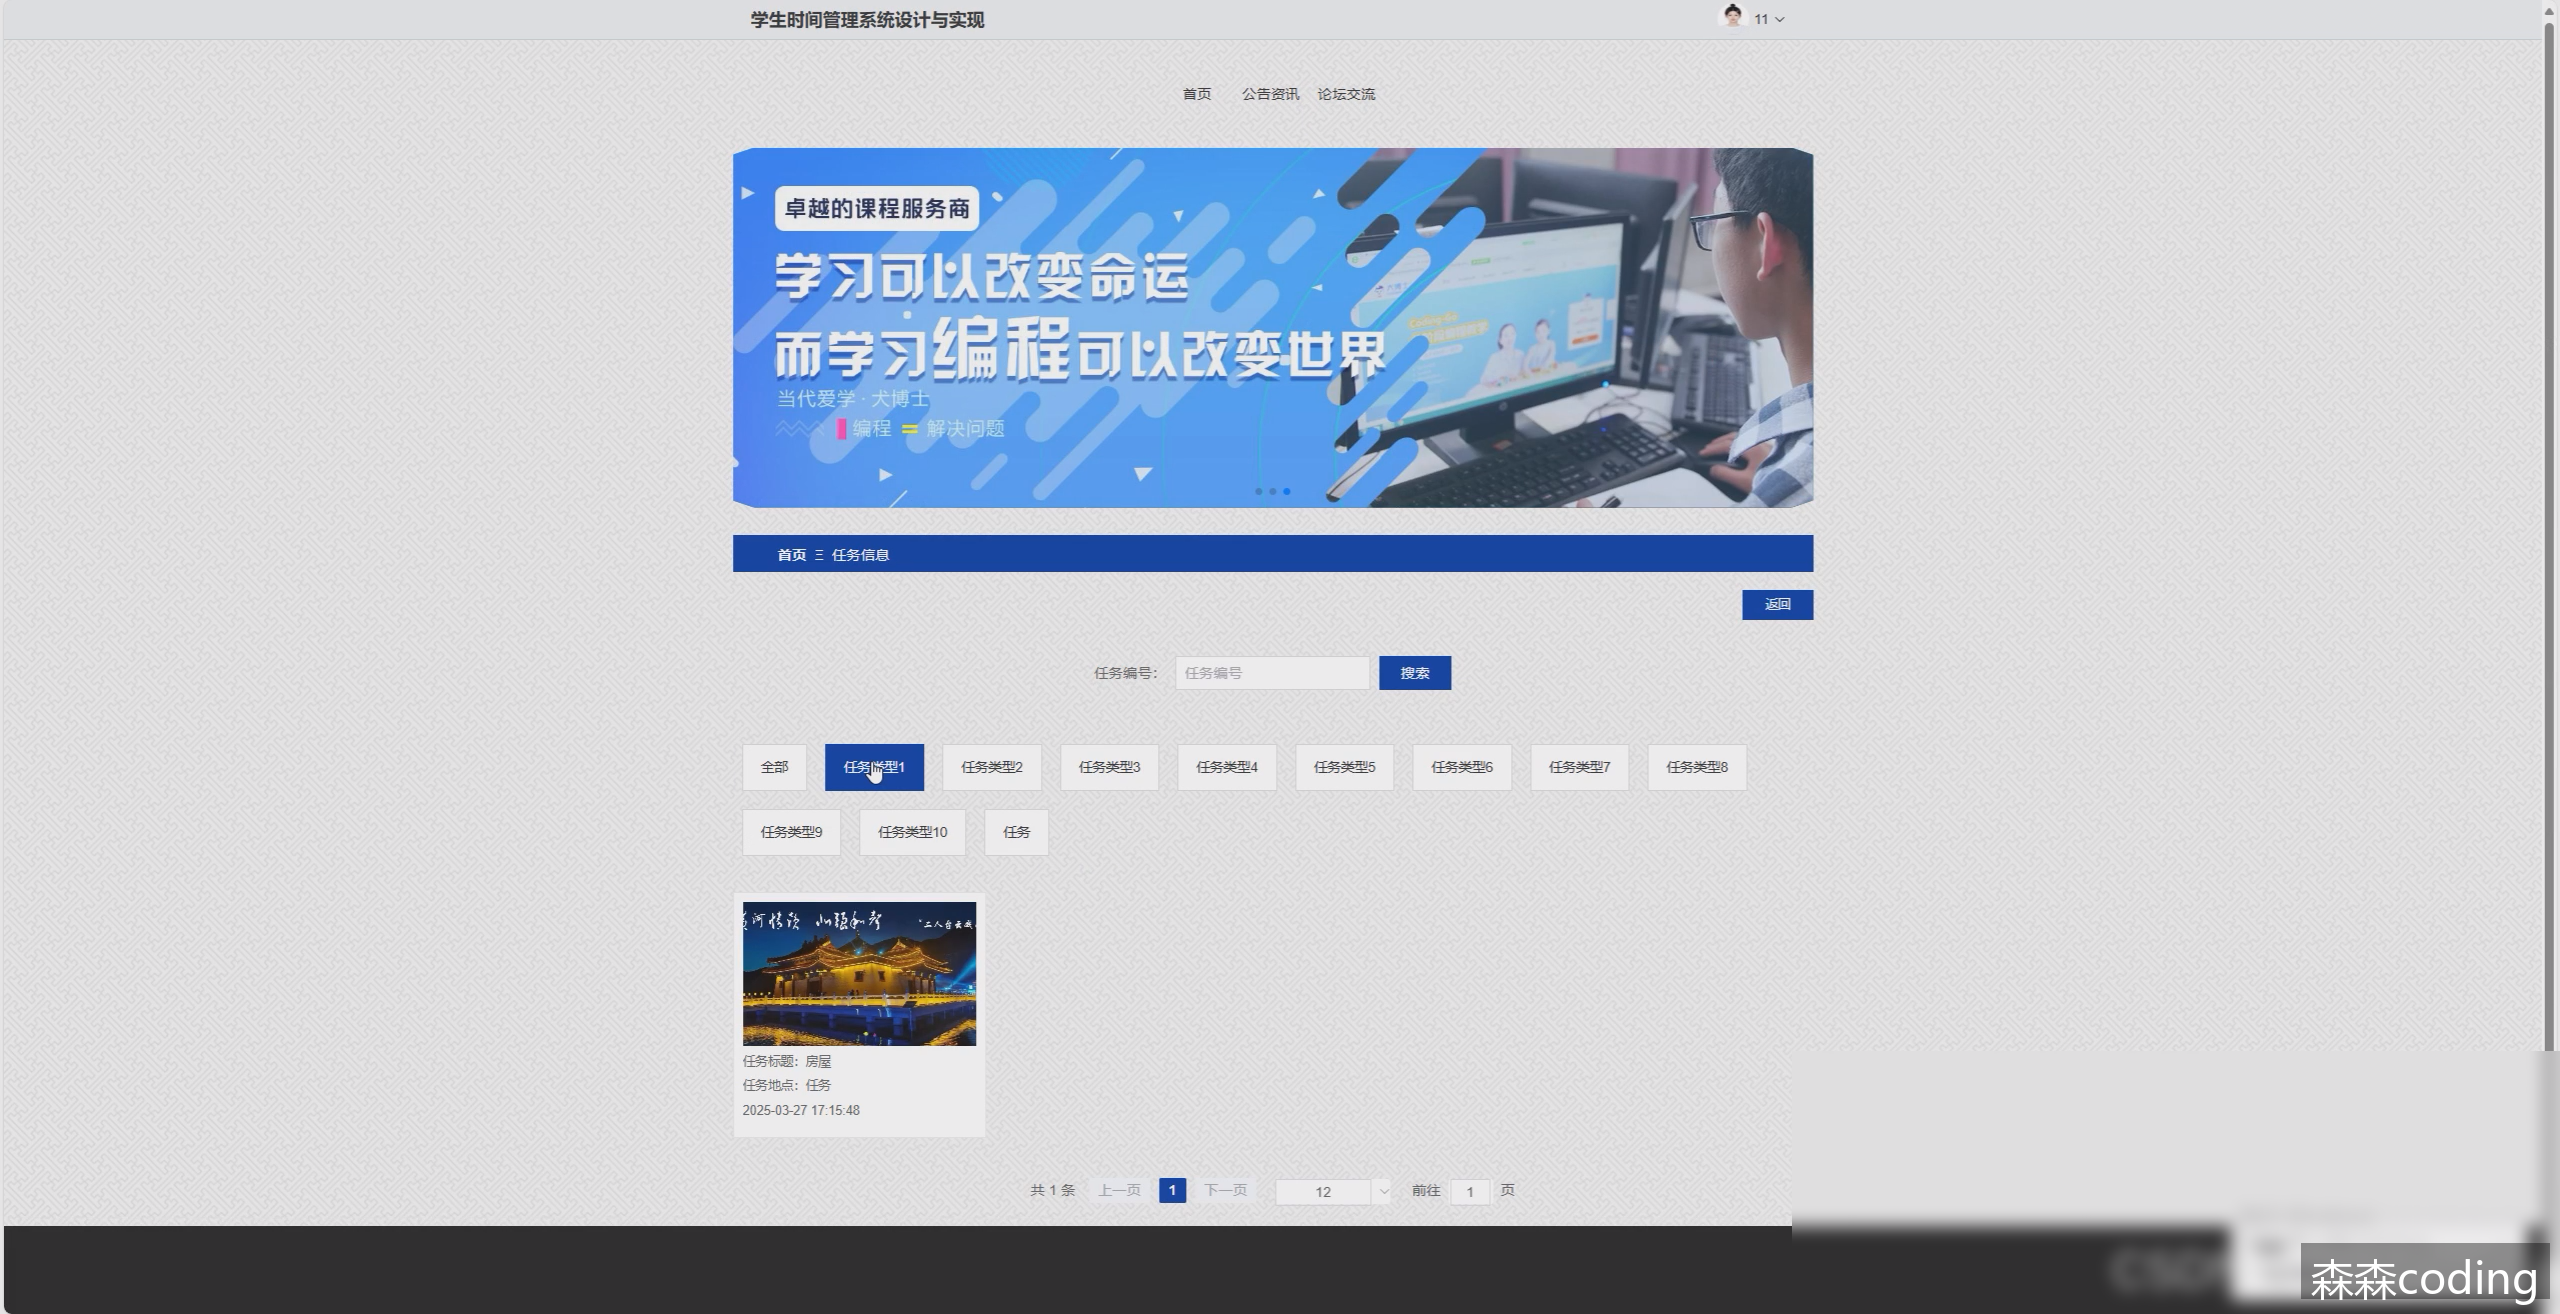 学生时间管理系统设计与实现
11
首页 公告资讯 论坛交流
卓越的课程服务商
学习可以改变命运
而学习编程可以改变世界
当代爱学·犬博士
编程 = 解决问题
首页 Ξ 任务信息
返回
任务编号： 任务编号 搜索
全部 任务类型1 任务类型2 任务类型3 任务类型4 任务类型5 任务类型6 任务类型7 任务类型8
任务类型9 任务类型10 任务
任务标题：房屋
任务地点：任务
2025-03-27 17:15:48
共 1 条 上一页 1 下一页 12 前往 1 页
森森coding